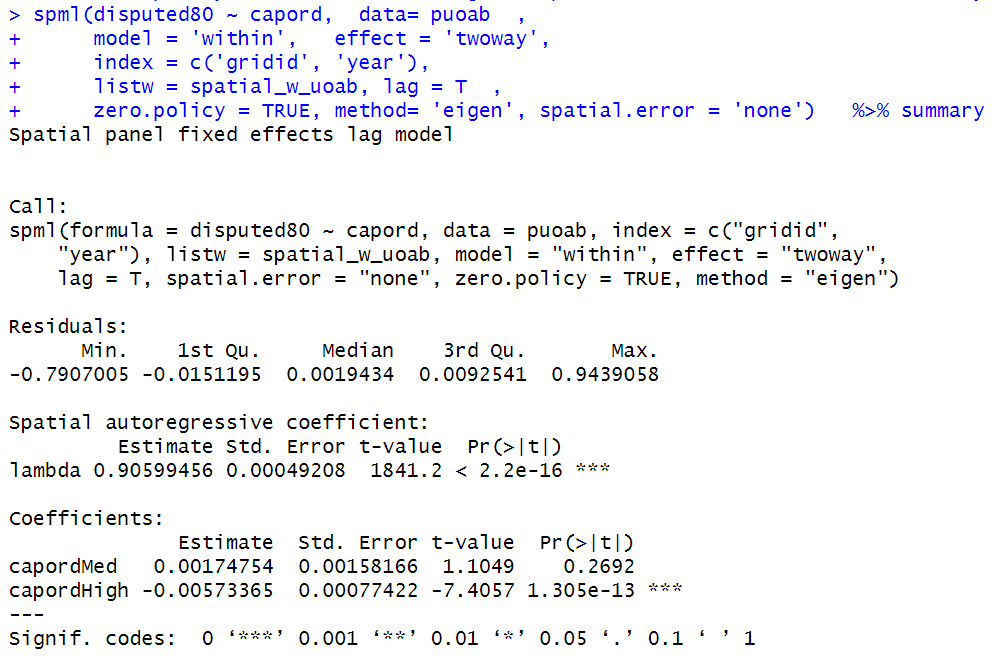 > spml(disputed80 ~ capord,  data= puoab  ,
+      model = 'within',   effect = 'twoway',
+      index = c('gridid', 'year'),
+      listw = spatial_w_uoab, lag = T  ,
+      zero.policy = TRUE, method= 'eigen', spatial.error = 'none')   %>% summary
Spatial panel fixed effects lag model
Call:
spml(formula = disputed80 ~ capord, data = puoab, index = c("gridid",
    "year"), listw = spatial_w_uoab, model = "within", effect = "twoway",
    lag = T, spatial.error = "none", zero.policy = TRUE, method = "eigen")
Residuals:
      Min.    1st Qu.     Median    3rd Qu.       Max.
-0.7907005 -0.0151195  0.0019434  0.0092541  0.9439058
Spatial autoregressive coefficient:
         Estimate Std. Error t-value  Pr(>|t|)
lambda 0.90599456 0.00049208  1841.2 < 2.2e-16 ***
Coefficients:
              Estimate  Std. Error t-value  Pr(>|t|)
capordMed   0.00174754  0.00158166  1.1049    0.2692
capordHigh -0.00573365  0.00077422 -7.4057 1.305e-13 ***
---
Signif. codes:  0 ‘***’ 0.001 ‘**’ 0.01 ‘*’ 0.05 ‘.’ 0.1 ‘ ’ 1